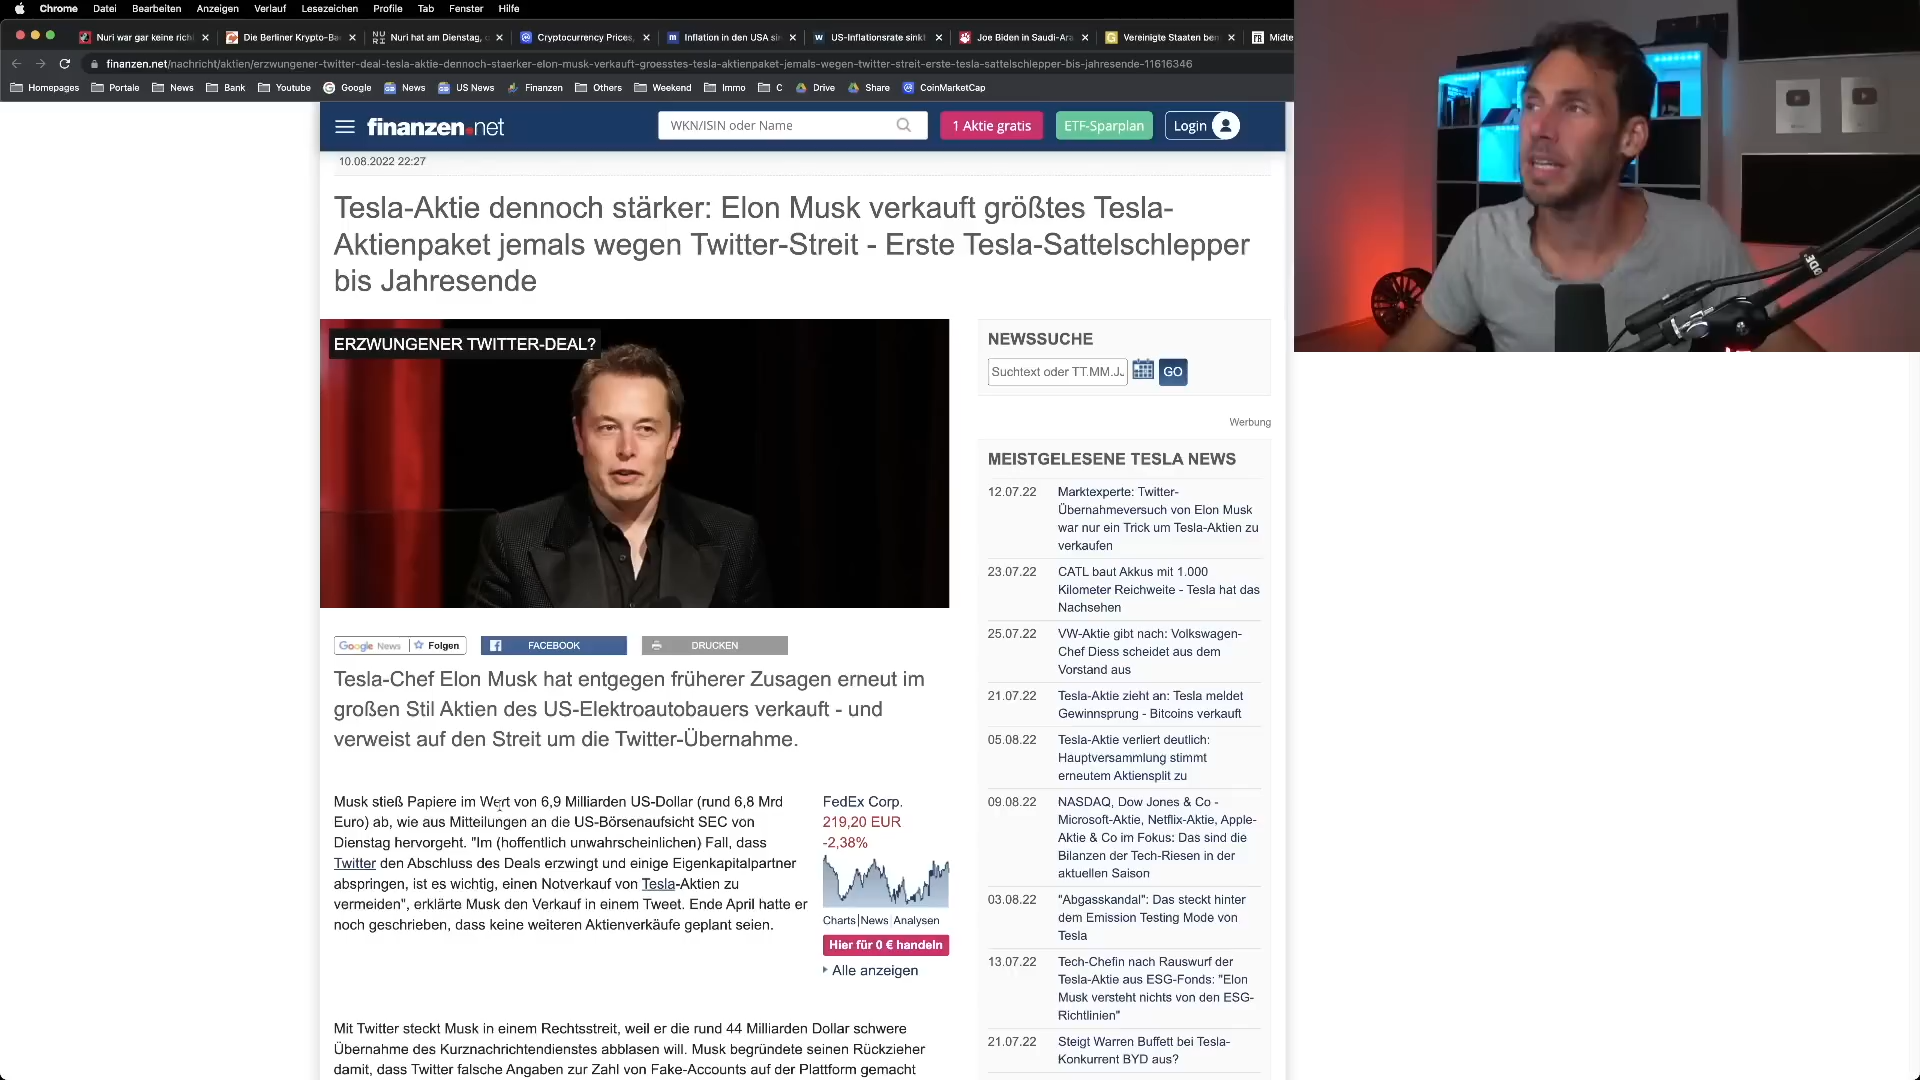 Chrome Datei Bearbeiten Anzeigen Verlauf Lesezeichen Profile Tab Fenster Hilfe
Nuri war gar keine rich
Die Berliner Krypto-Ba
Nuri hat am Dienstag,
Cryptocurrency Prices,
Inflation in den USA sin
US-Inflationsrate sinkt
Joe Biden in Saudi-Ara
Vereinigte Staaten be
Midte
finanzen.net/nachricht/aktien/erzwungener-twitter-deal-tesla-aktie-dennoch-staerker-elon-musk-verkauft-groesstes-tesla-aktienpaket-jemals-wegen-twitter-streit-erste-tesla-sattelschlepper-bis-jahresende-11616346
Homepages Portale News Bank Youtube Google News US News Finanzen Others Weekend Immo C Drive Share CoinMarketCap
finanzen.net
WKN/ISIN oder Name
1 Aktie gratis
ETF-Sparplan
Login
10.08.2022 22:27
Tesla-Aktie dennoch stärker: Elon Musk verkauft größtes Tesla-
Aktienpaket jemals wegen Twitter-Streit - Erste Tesla-Sattelschlepper
bis Jahresende
ERZWUNGENER TWITTER-DEAL?
Google News Folgen
FACEBOOK
DRUCKEN
Tesla-Chef Elon Musk hat entgegen früherer Zusagen erneut im
großen Stil Aktien des US-Elektroautobauers verkauft - und
verweist auf den Streit um die Twitter-Übernahme.
Musk stieß Papiere im Wert von 6,9 Milliarden US-Dollar (rund 6,8 Mrd
Euro) ab, wie aus Mitteilungen an die US-Börsenaufsicht SEC von
Dienstag hervorgeht. "Im (hoffentlich unwahrscheinlichen) Fall, dass
Twitter den Abschluss des Deals erzwingt und einige Eigenkapitalpartner
abspringen, ist es wichtig, einen Notverkauf von Tesla-Aktien zu
vermeiden", erklärte Musk den Verkauf in einem Tweet. Ende April hatte er
noch geschrieben, dass keine weiteren Aktienverkäufe geplant seien.
FedEx Corp.
219,20 EUR
-2,38%
Charts|News Analysen
Hier für 0 € handeln
Alle anzeigen
Mit Twitter steckt Musk in einem Rechtsstreit, weil er die rund 44 Milliarden Dollar schwere
Übernahme des Kurznachrichtendienstes abblasen will. Musk begründete seinen Rückzieher
damit, dass Twitter falsche Angaben zur Zahl von Fake-Accounts auf der Plattform gemacht
NEWSSUCHE
Suchtext oder TT.MM.J
GO
Werbung
MEISTGELESENE TESLA NEWS
12.07.22 Marktexperte: Twitter-
Übernahmeversuch von Elon Musk
war nur ein Trick um Tesla-Aktien zu
verkaufen
23.07.22 CATL baut Akkus mit 1.000
Kilometer Reichweite - Tesla hat das
Nachsehen
25.07.22 VW-Aktie gibt nach: Volkswagen-
Chef Diess scheidet aus dem
Vorstand aus
21.07.22 Tesla-Aktie zieht an: Tesla meldet
Gewinnsprung - Bitcoins verkauft
05.08.22 Tesla-Aktie verliert deutlich:
Hauptversammlung stimmt
erneutem Aktiensplit zu
09.08.22 NASDAQ, Dow Jones & Co -
Microsoft-Aktie, Netflix-Aktie, Apple-
Aktie & Co im Fokus: Das sind die
Bilanzen der Tech-Riesen in der
aktuellen Saison
03.08.22 "Abgasskandal": Das steckt hinter
dem Emission Testing Mode von
Tesla
13.07.22 Tech-Chefin nach Rauswurf der
Tesla-Aktie aus ESG-Fonds: "Elon
Musk versteht nichts von den ESG-
Richtlinien"
21.07.22 Steigt Warren Buffett bei Tesla-
Konkurrent BYD aus?
RØDE